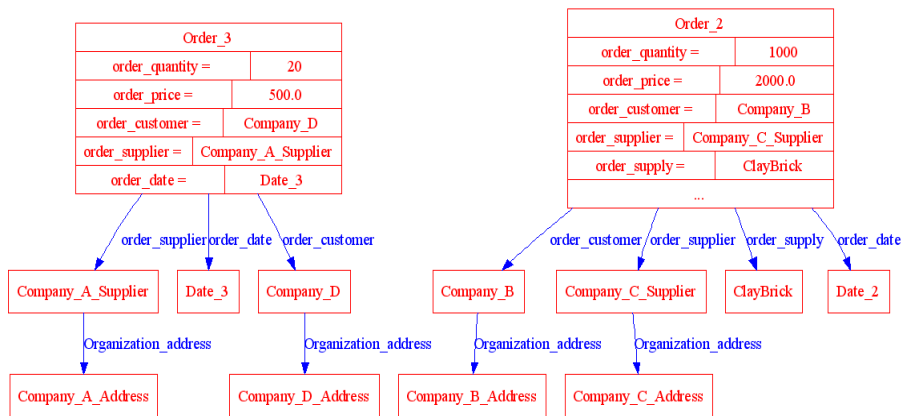 Order_3
order_quantity = 20
order_price = 500.0
order_customer = Company_D
order_supplier = Company_A_Supplier
order_date = Date_3
Order_2
order_quantity = 1000
order_price = 2000.0
order_customer = Company_B
order_supplier = Company_C_Supplier
order_supply = ClayBrick
...
order_supplier order_date order_customer
order_customer order_supplier order_supply order_date
Company_A_Supplier Date_3 Company_D
Company_B Company_C_Supplier ClayBrick Date_2
Organization_address Organization_address
Organization_address Organization_address
Company_A_Address Company_D_Address
Company_B_Address Company_C_Address